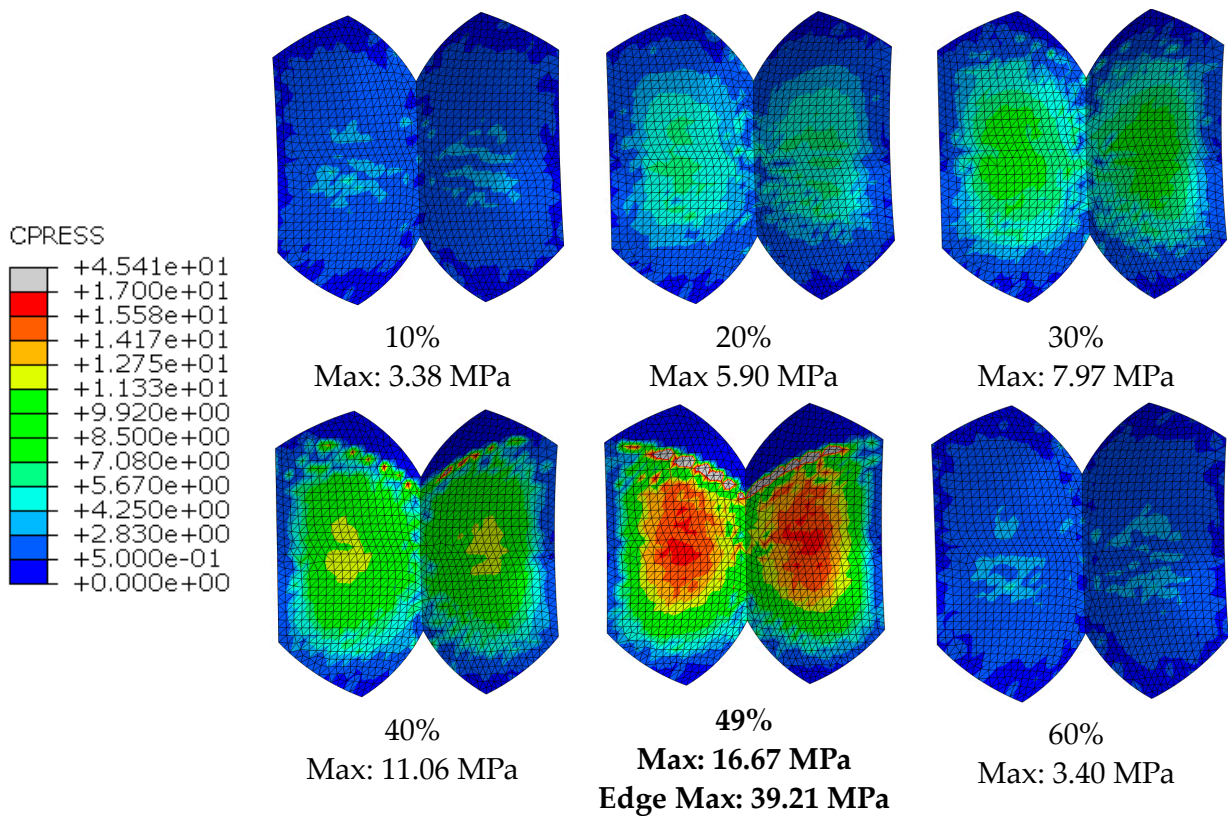 CPRESS
+4.541e+01
+1.700e+01
+1.558e+01
+1.417e+01
+1.275e+01
+1.133e+01
+9.920e+00
+8.500e+00
+7.080e+00
+5.670e+00
+4.250e+00
+2.830e+00
+5.000e-01
+0.000e+00
10%
Max: 3.38 MPa
20%
Max 5.90 MPa
30%
Max: 7.97 MPa
40%
Max: 11.06 MPa
49%
Max: 16.67 MPa
Edge Max: 39.21 MPa
60%
Max: 3.40 MPa